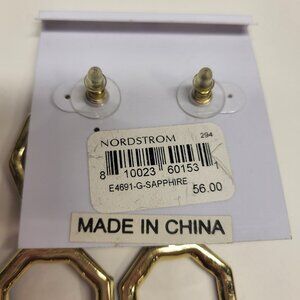 NORDSTROM 294
8 10023 60153 1
E4691-G-SAPPHIRE
56.00
MADE IN CHINA